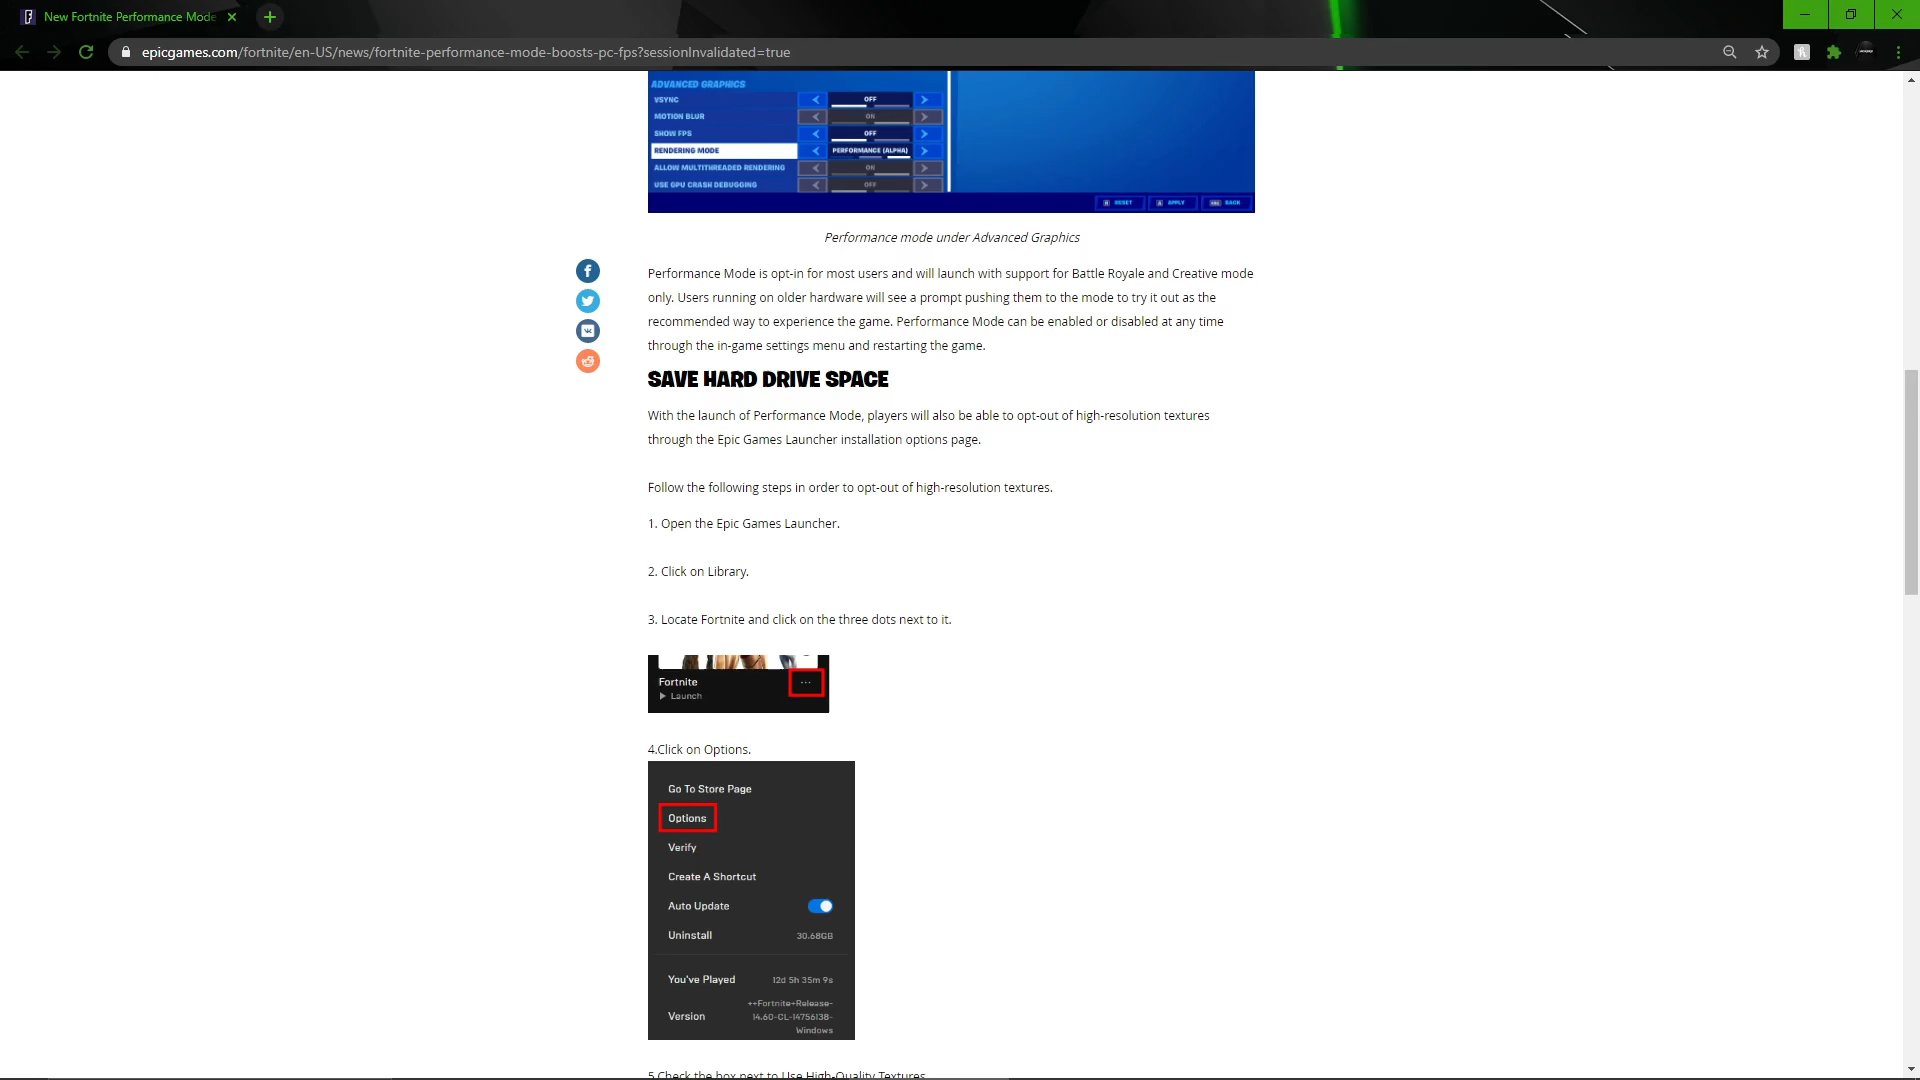 New Fortnite Performance Mode
epicgames.com/fortnite/en-US/news/fortnite-performance-mode-boosts-pc-fps?sessionInvalidated=true
ADVANCED GRAPHICS
VSYNC OFF
MOTION BLUR ON
SHOW FPS OFF
RENDERING MODE PERFORMANCE (ALPHA)
ALLOW MULTITHREADED RENDERING ON
USE GPU CRASH DEBUGGING OFF
RESET APPLY BACK
Performance mode under Advanced Graphics
Performance Mode is opt-in for most users and will launch with support for Battle Royale and Creative mode
only. Users running on older hardware will see a prompt pushing them to the mode to try it out as the
recommended way to experience the game. Performance Mode can be enabled or disabled at any time
through the in-game settings menu and restarting the game.
SAVE HARD DRIVE SPACE
With the launch of Performance Mode, players will also be able to opt-out of high-resolution textures
through the Epic Games Launcher installation options page.
Follow the following steps in order to opt-out of high-resolution textures.
1. Open the Epic Games Launcher.
2. Click on Library.
3. Locate Fortnite and click on the three dots next to it.
Fortnite ...
Launch
4.Click on Options.
Go To Store Page
Options
Verify
Create A Shortcut
Auto Update
Uninstall 30.68GB
You've Played 12d 5h 35m 9s
++Fortnite+Release-
Version 14.60-CL-14756138-
Windows
5.Check the box next to Use High-Quality Textures